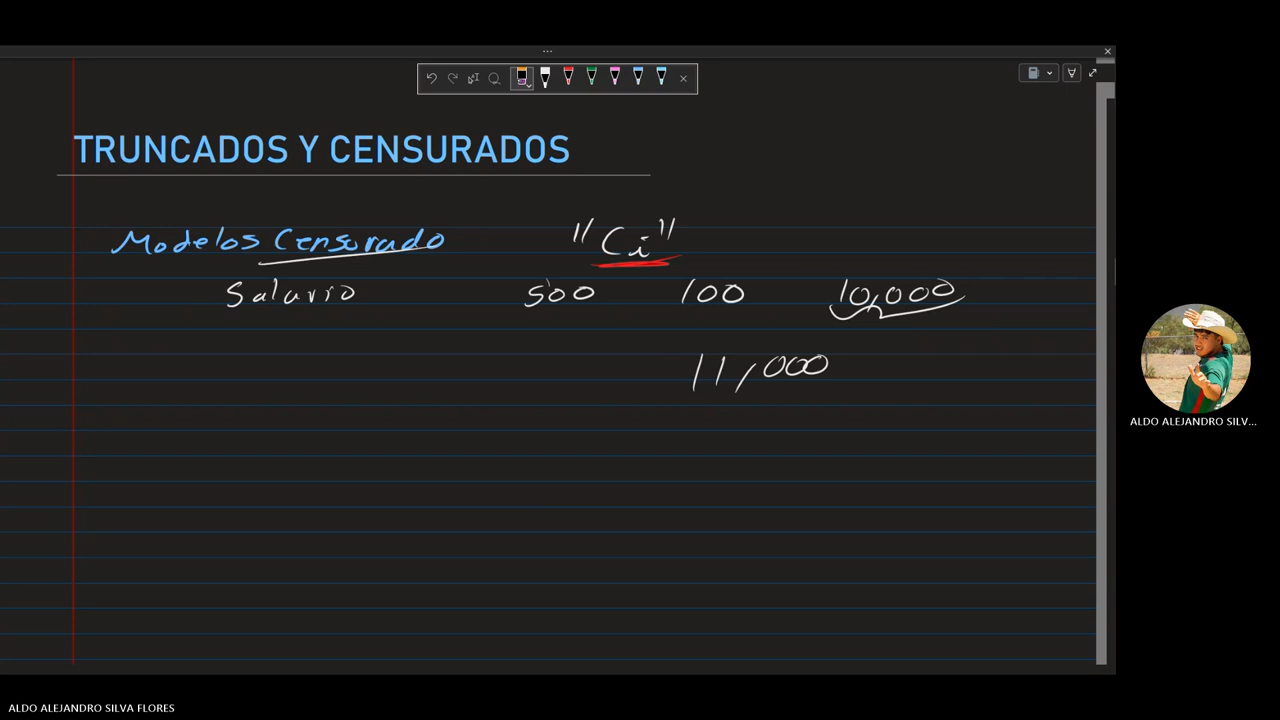 TRUNCADOS Y CENSURADOS
Modelos Censurado "Ci"
Salario 500 100 10,000
11,000
ALDO ALEJANDRO SILV...
ALDO ALEJANDRO SILVA FLORES